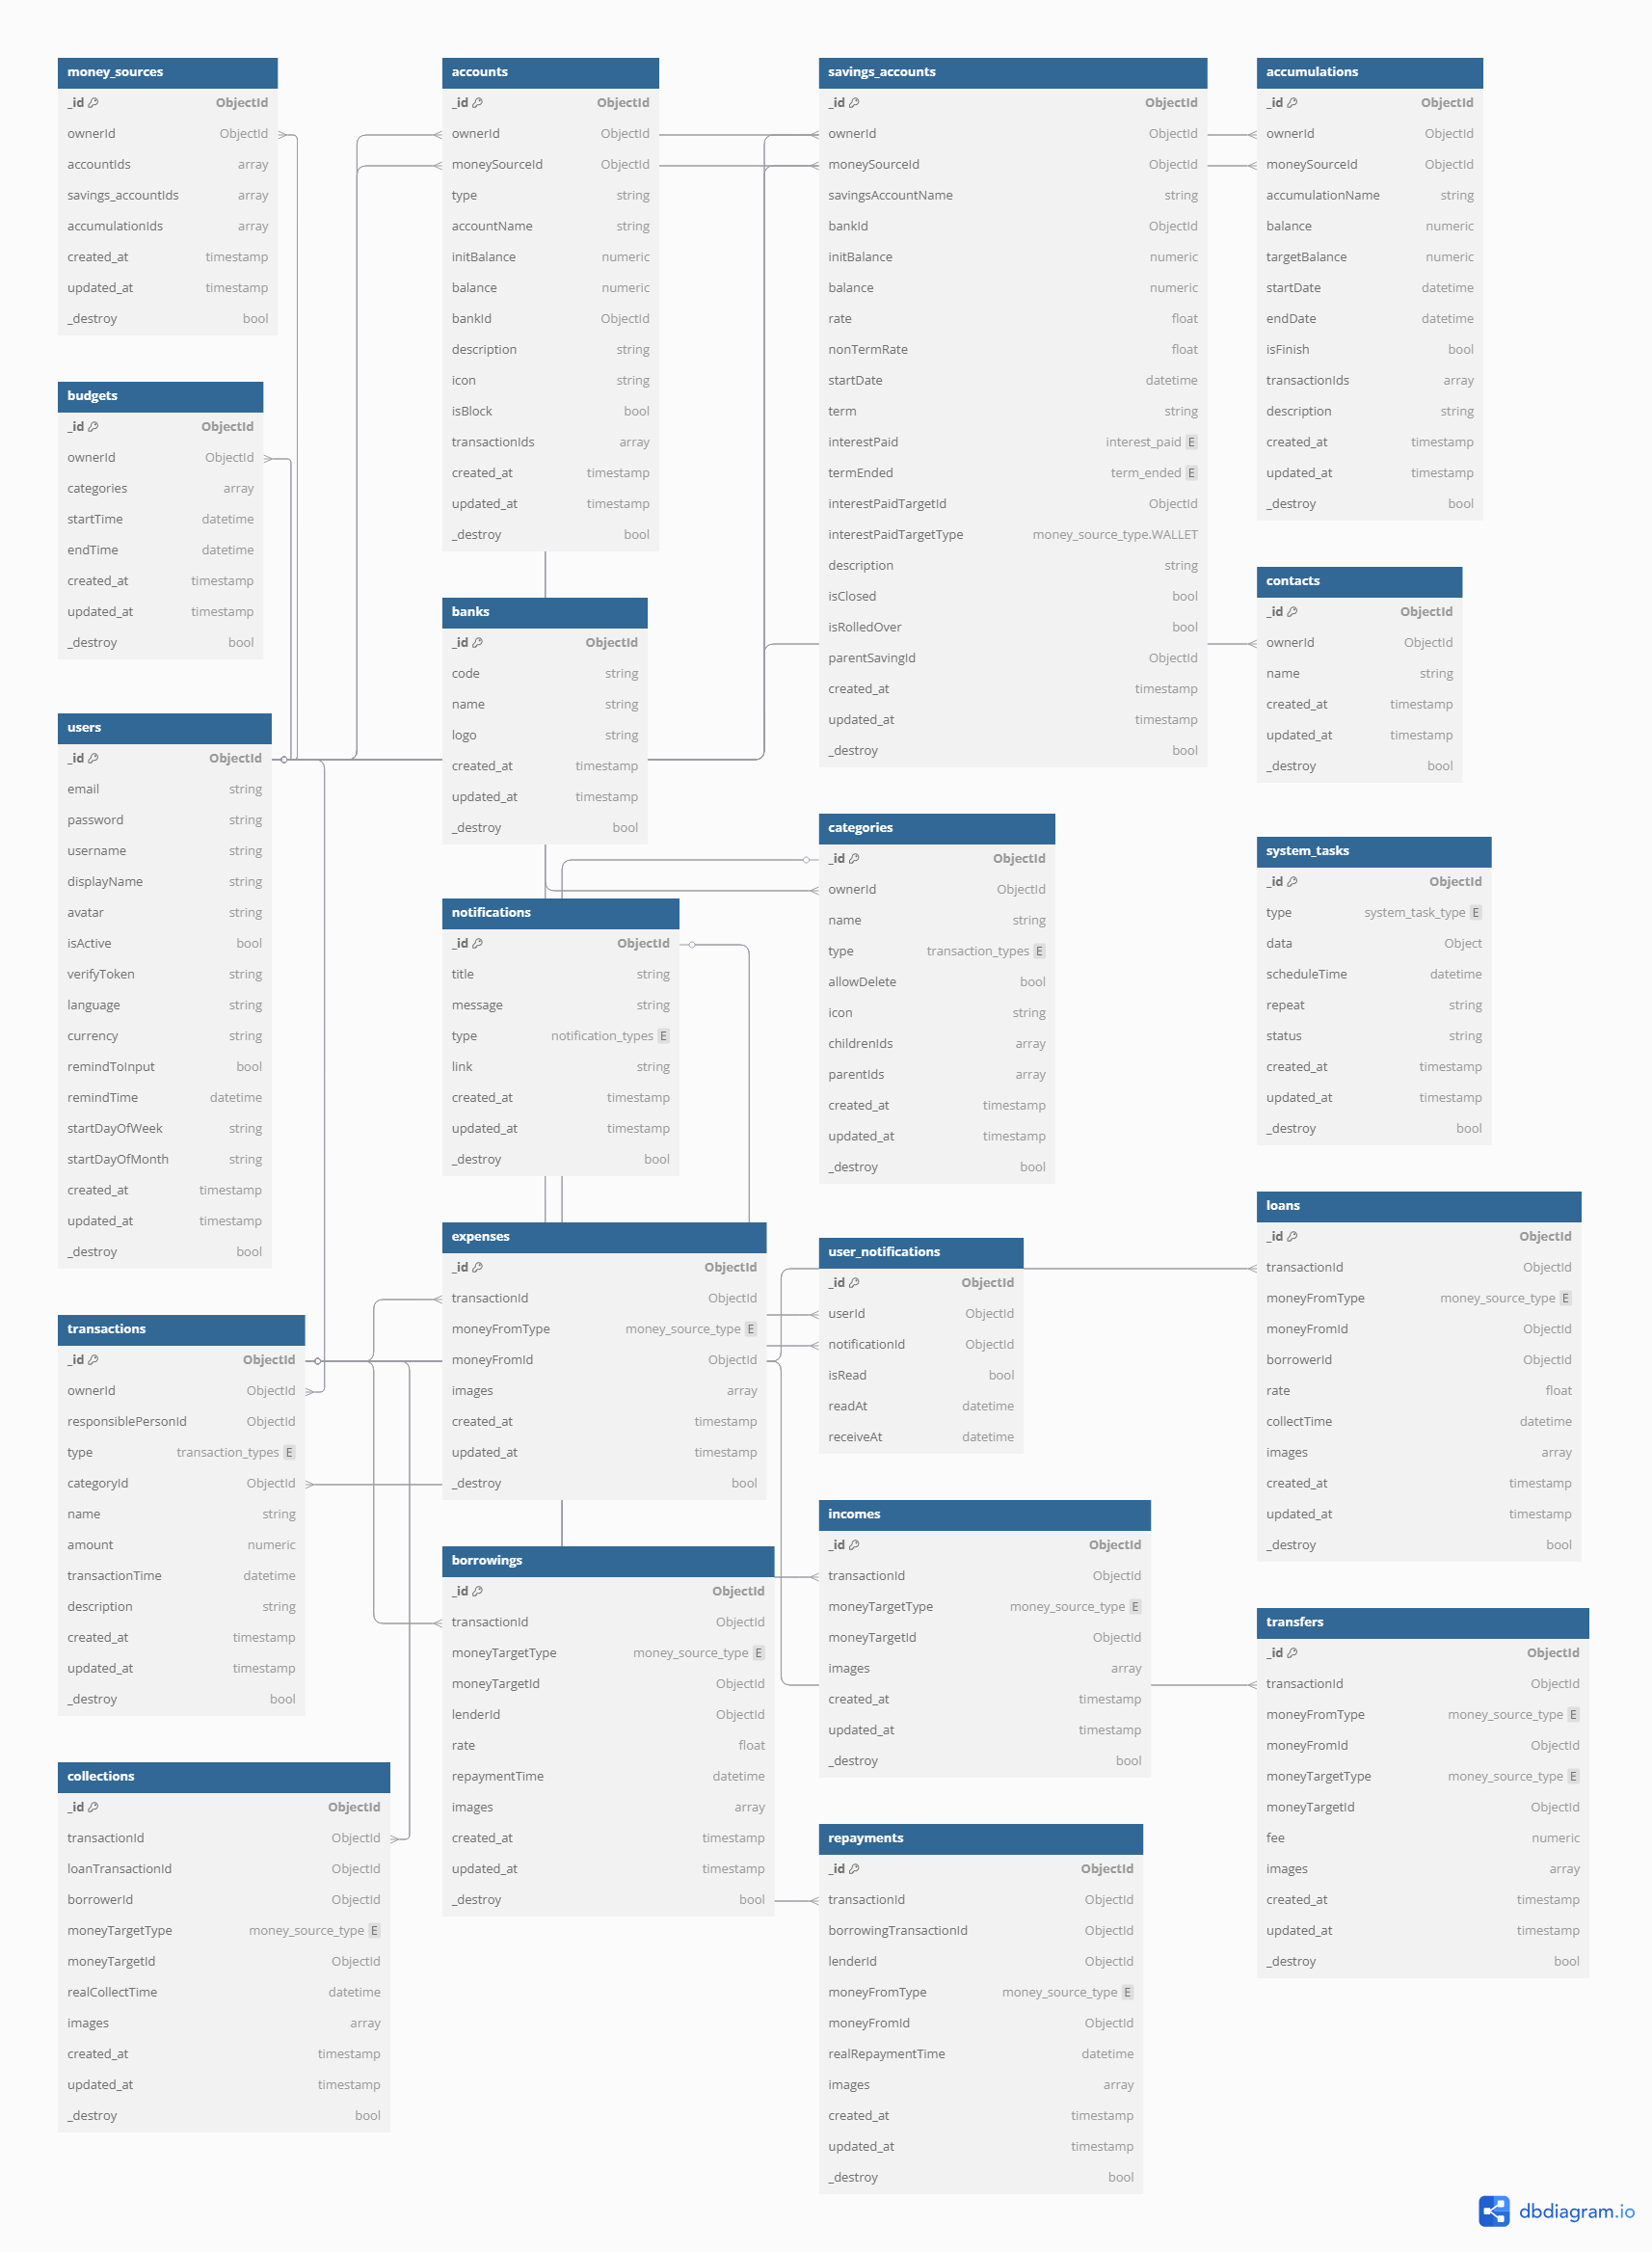 money_sources
_id ObjectId
ownerId ObjectId
accountIds array
savings_accountIds array
accumulationIds array
created_at timestamp
updated_at timestamp
_destroy bool
budgets
_id ObjectId
ownerId ObjectId
categories array
startTime datetime
endTime datetime
created_at timestamp
updated_at timestamp
_destroy bool
users
_id ObjectId
email string
password string
username string
displayName string
avatar string
isActive bool
verifyToken string
language string
currency string
remindToInput bool
remindTime datetime
startDayOfWeek string
startDayOfMonth string
created_at timestamp
updated_at timestamp
_destroy bool
transactions
_id ObjectId
ownerId ObjectId
responsiblePersonId ObjectId
type transaction_types E
categoryId ObjectId
name string
amount numeric
transactionTime datetime
description string
created_at timestamp
updated_at timestamp
_destroy bool
collections
_id ObjectId
transactionId ObjectId
loanTransactionId ObjectId
borrowerId ObjectId
moneyTargetType money_source_type E
moneyTargetId ObjectId
realCollectTime datetime
images array
created_at timestamp
updated_at timestamp
_destroy bool
accounts
_id ObjectId
ownerId ObjectId
moneySourceId ObjectId
type string
accountName string
initBalance numeric
balance numeric
bankId ObjectId
description string
icon string
isBlock bool
transactionIds array
created_at timestamp
updated_at timestamp
_destroy bool
banks
_id ObjectId
code string
name string
logo string
created_at timestamp
updated_at timestamp
_destroy bool
notifications
_id ObjectId
title string
message string
type notification_types E
link string
created_at timestamp
updated_at timestamp
_destroy bool
expenses
_id ObjectId
transactionId ObjectId
moneyFromType money_source_type E
moneyFromId ObjectId
images array
created_at timestamp
updated_at timestamp
_destroy bool
borrowings
_id ObjectId
transactionId ObjectId
moneyTargetType money_source_type E
moneyTargetId ObjectId
lenderId ObjectId
rate float
repaymentTime datetime
images array
created_at timestamp
updated_at timestamp
_destroy bool
savings_accounts
_id ObjectId
ownerId ObjectId
moneySourceId ObjectId
savingsAccountName string
bankId ObjectId
initBalance numeric
balance numeric
rate float
nonTermRate float
startDate datetime
term string
interestPaid interest_paid E
termEnded term_ended E
interestPaidTargetId ObjectId
interestPaidTargetType money_source_type.WALLET
description string
isClosed bool
isRolledOver bool
parentSavingId ObjectId
created_at timestamp
updated_at timestamp
_destroy bool
categories
_id ObjectId
ownerId ObjectId
name string
type transaction_types E
allowDelete bool
icon string
childrenIds array
parentIds array
created_at timestamp
updated_at timestamp
_destroy bool
user_notifications
_id ObjectId
userId ObjectId
notificationId ObjectId
isRead bool
readAt datetime
receiveAt datetime
incomes
_id ObjectId
transactionId ObjectId
moneyTargetType money_source_type E
moneyTargetId ObjectId
images array
created_at timestamp
updated_at timestamp
_destroy bool
repayments
_id ObjectId
transactionId ObjectId
borrowingTransactionId ObjectId
lenderId ObjectId
moneyFromType money_source_type E
moneyFromId ObjectId
realRepaymentTime datetime
images array
created_at timestamp
updated_at timestamp
_destroy bool
accumulations
_id ObjectId
ownerId ObjectId
moneySourceId ObjectId
accumulationName string
balance numeric
targetBalance numeric
startDate datetime
endDate datetime
isFinish bool
transactionIds array
description string
created_at timestamp
updated_at timestamp
_destroy bool
contacts
_id ObjectId
ownerId ObjectId
name string
created_at timestamp
updated_at timestamp
_destroy bool
system_tasks
_id ObjectId
type system_task_type E
data Object
scheduleTime datetime
repeat string
status string
created_at timestamp
updated_at timestamp
_destroy bool
loans
_id ObjectId
transactionId ObjectId
moneyFromType money_source_type E
moneyFromId ObjectId
borrowerId ObjectId
rate float
collectTime datetime
images array
created_at timestamp
updated_at timestamp
_destroy bool
transfers
_id ObjectId
transactionId ObjectId
moneyFromType money_source_type E
moneyFromId ObjectId
moneyTargetType money_source_type E
moneyTargetId ObjectId
fee numeric
images array
created_at timestamp
updated_at timestamp
_destroy bool
dbdiagram.io